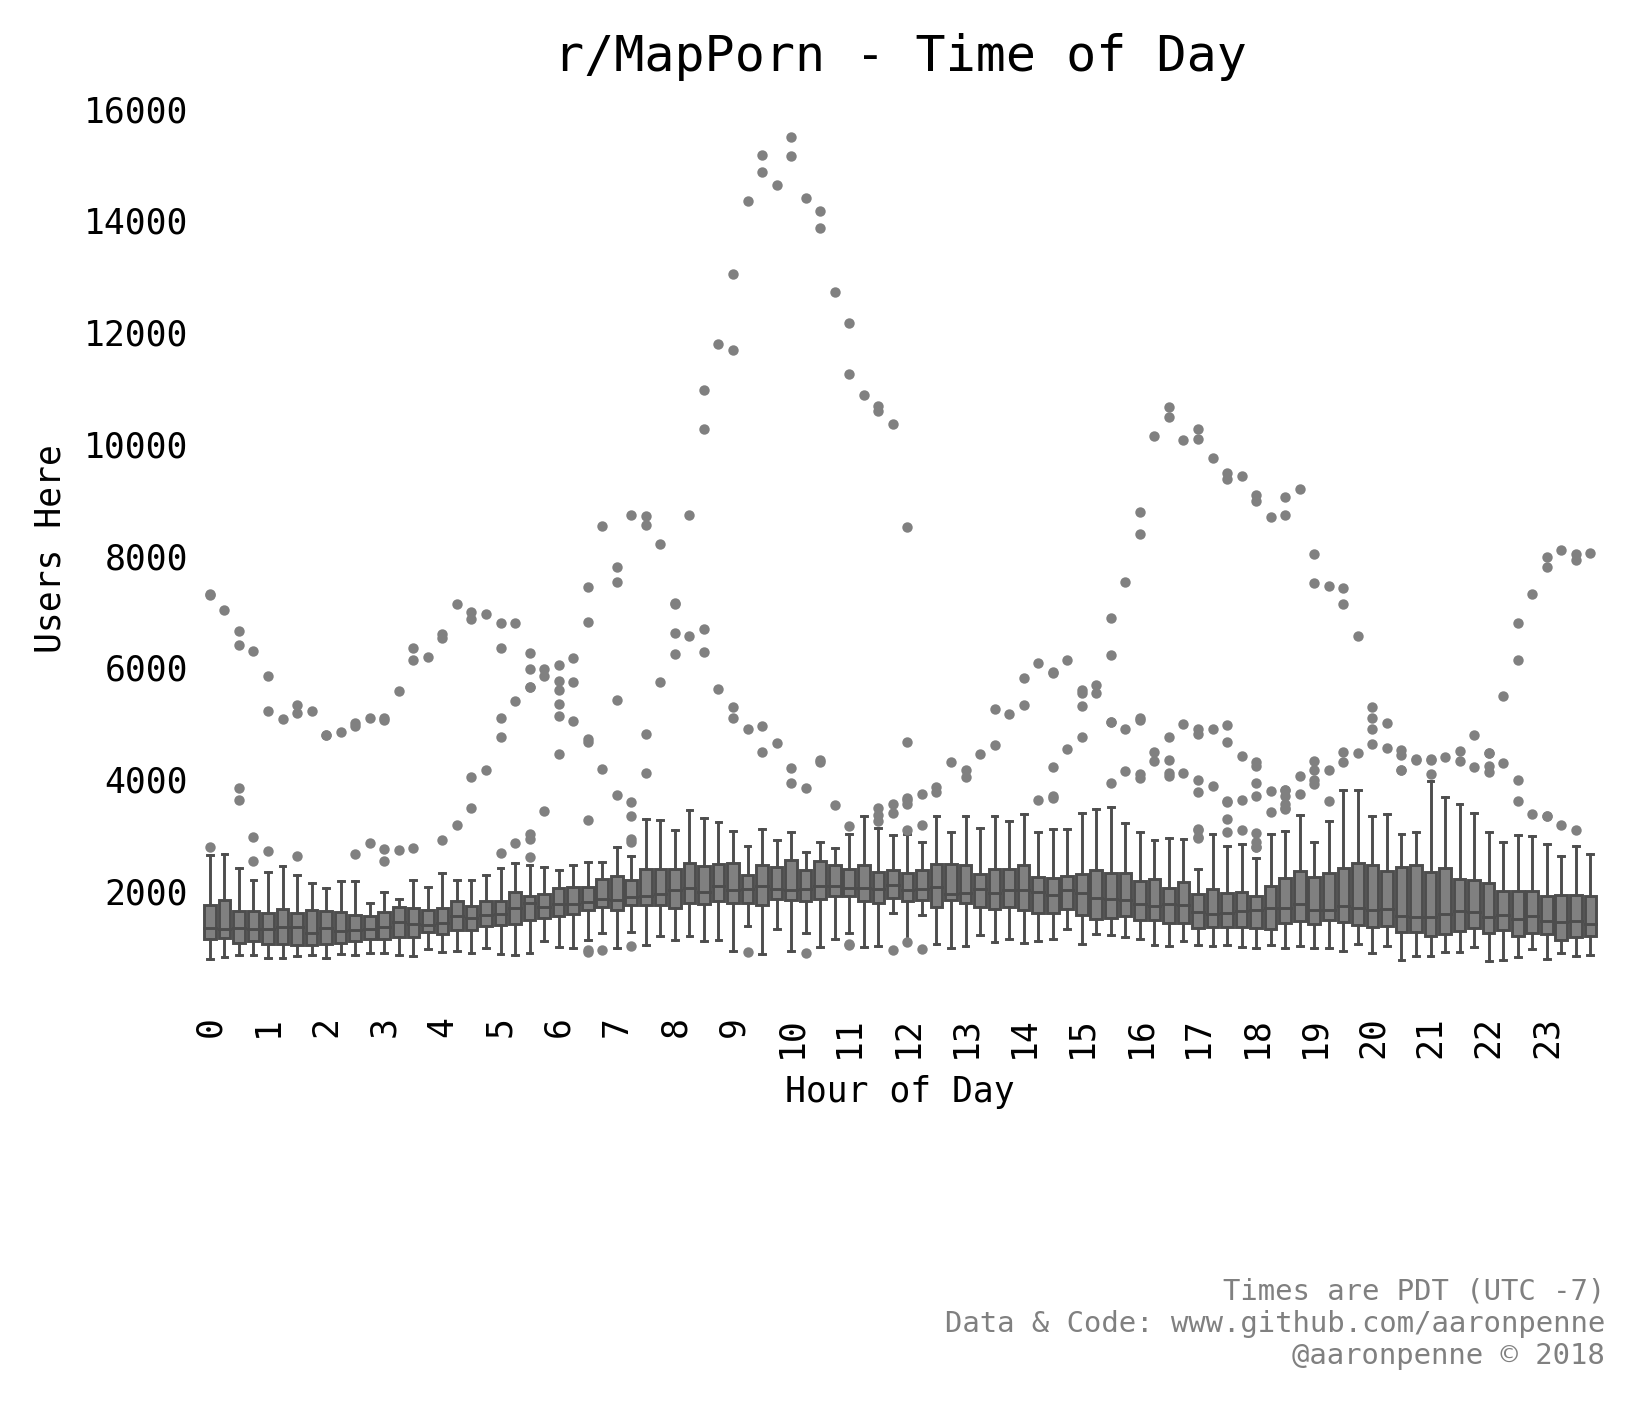 r/MapPorn - Time of Day
16000
14000
12000
10000
8000
6000
4000
2000
Users Here
0 1 2 3 4 5 6 7 8 9 10 11 12 13 14 15 16 17 18 19 20 21 22 23
Hour of Day
Times are PDT (UTC -7)
Data & Code: www.github.com/aaronpenne
@aaronpenne © 2018